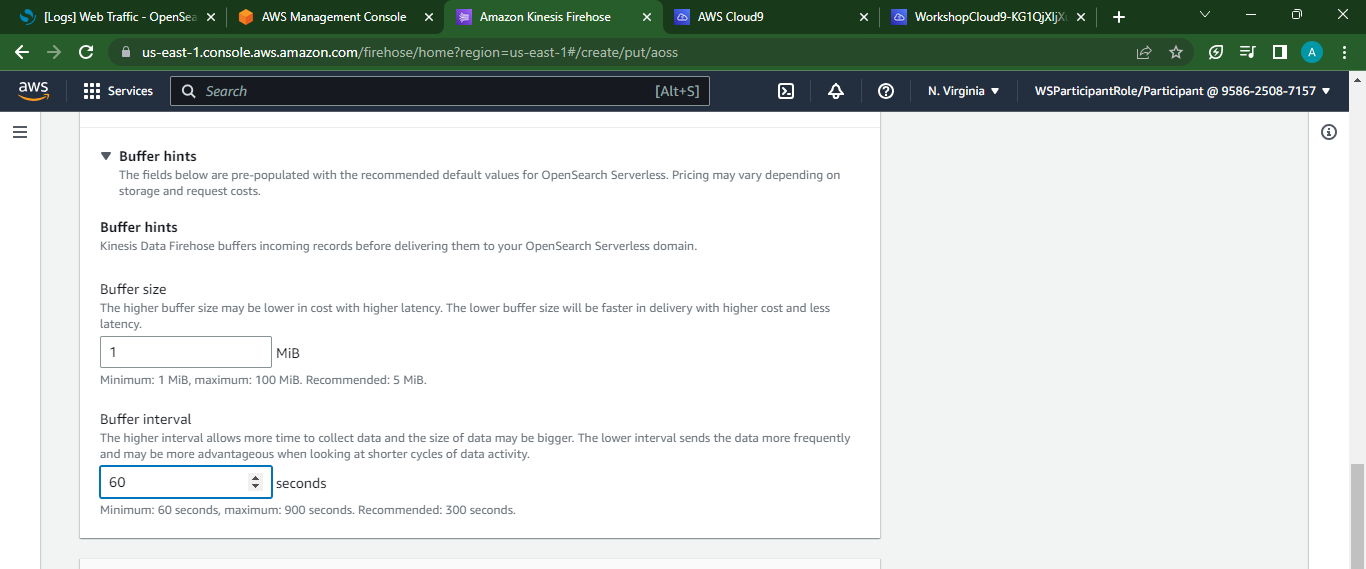 [Logs] Web Traffic - OpenSea
AWS Management Console
Amazon Kinesis Firehose
AWS Cloud9
WorkshopCloud9-KG1QjXIjX
us-east-1.console.aws.amazon.com/firehose/home?region=us-east-1#/create/put/aoss
A
aws
Services
Search
[Alt+S]
N. Virginia
WSParticipantRole/Participant @ 9586-2508-7157
Buffer hints
The fields below are pre-populated with the recommended default values for OpenSearch Serverless. Pricing may vary depending on
storage and request costs.
Buffer hints
Kinesis Data Firehose buffers incoming records before delivering them to your OpenSearch Serverless domain.
Buffer size
The higher buffer size may be lower in cost with higher latency. The lower buffer size will be faster in delivery with higher cost and less
latency.
1 MiB
Minimum: 1 MiB, maximum: 100 MiB. Recommended: 5 MiB.
Buffer interval
The higher interval allows more time to collect data and the size of data may be bigger. The lower interval sends the data more frequently
and may be more advantageous when looking at shorter cycles of data activity.
60 seconds
Minimum: 60 seconds, maximum: 900 seconds. Recommended: 300 seconds.